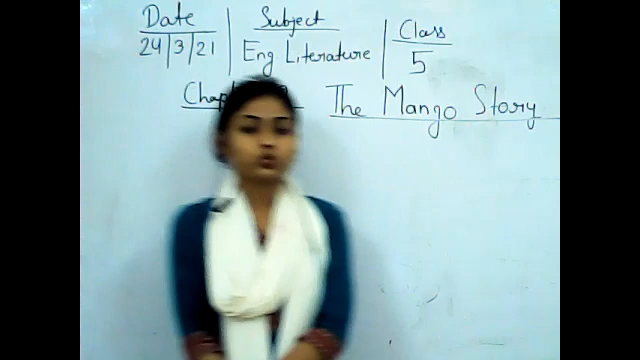 Date Subject Class
24/3/21 Eng Literature 5
The Mango Story